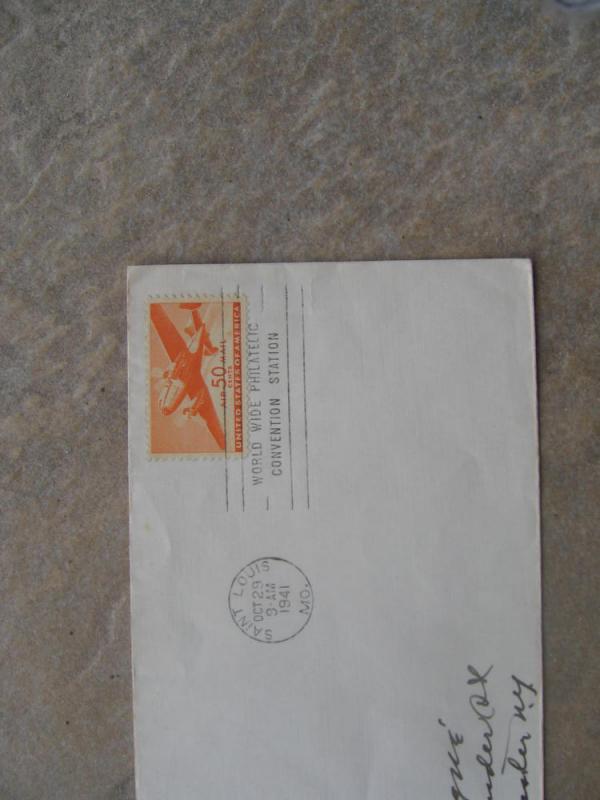 AIR 50 MAIL
CENTS
UNITED STATES OF AMERICA
WORLD WIDE PHILATELIC
CONVENTION STATION
SAINT LOUIS
OCT 29
9-AM
1941
MO.
N.Y.